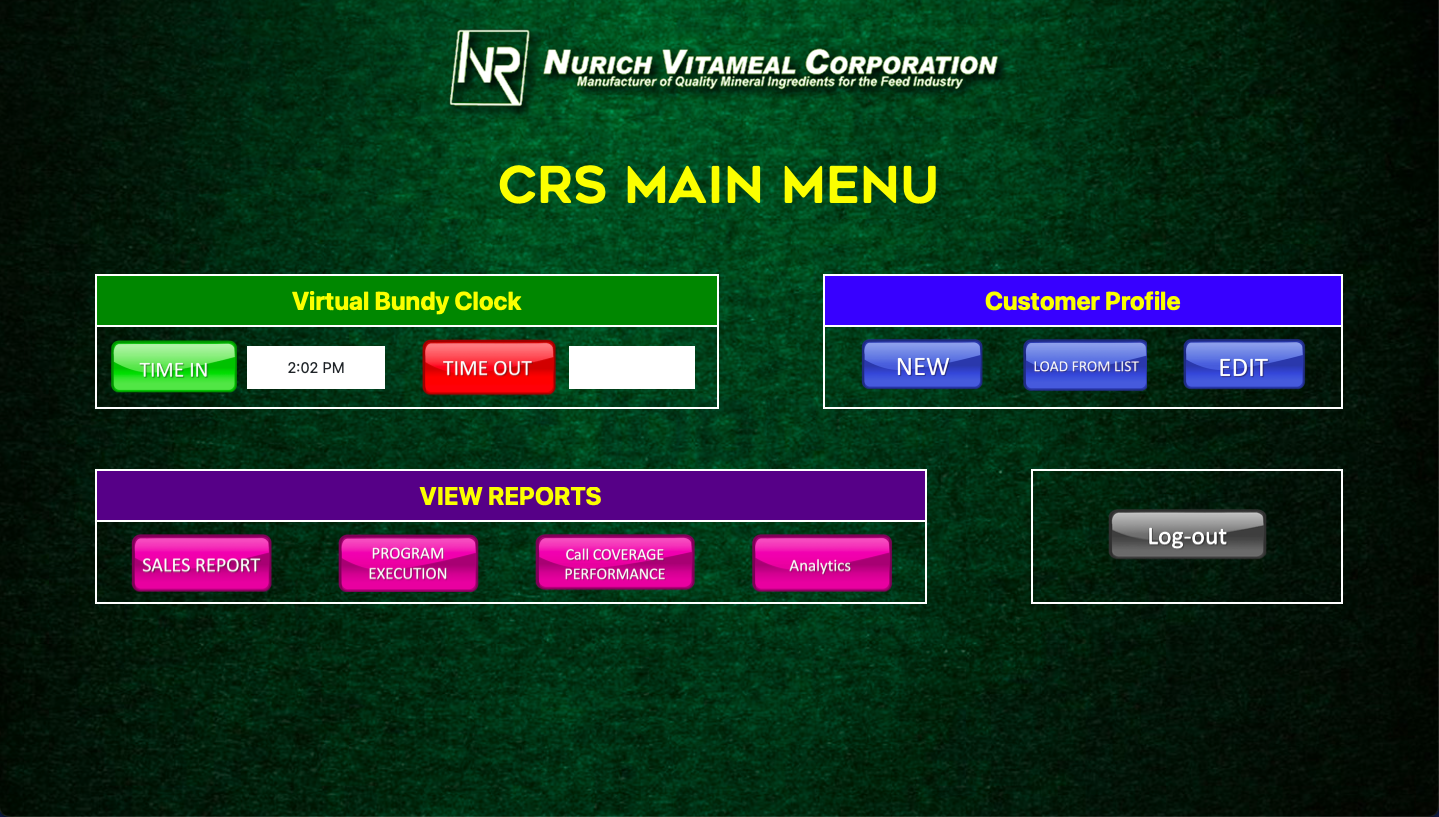 NR NURICH VITAMEAL CORPORATION
Manufacturer of Quality Mineral Ingredients for the Feed Industry
CRS MAIN MENU
Virtual Bundy Clock
TIME IN 2:02 PM TIME OUT
Customer Profile
NEW LOAD FROM LIST EDIT
VIEW REPORTS
SALES REPORT
PROGRAM
EXECUTION
Call COVERAGE
PERFORMANCE
Analytics
Log-out